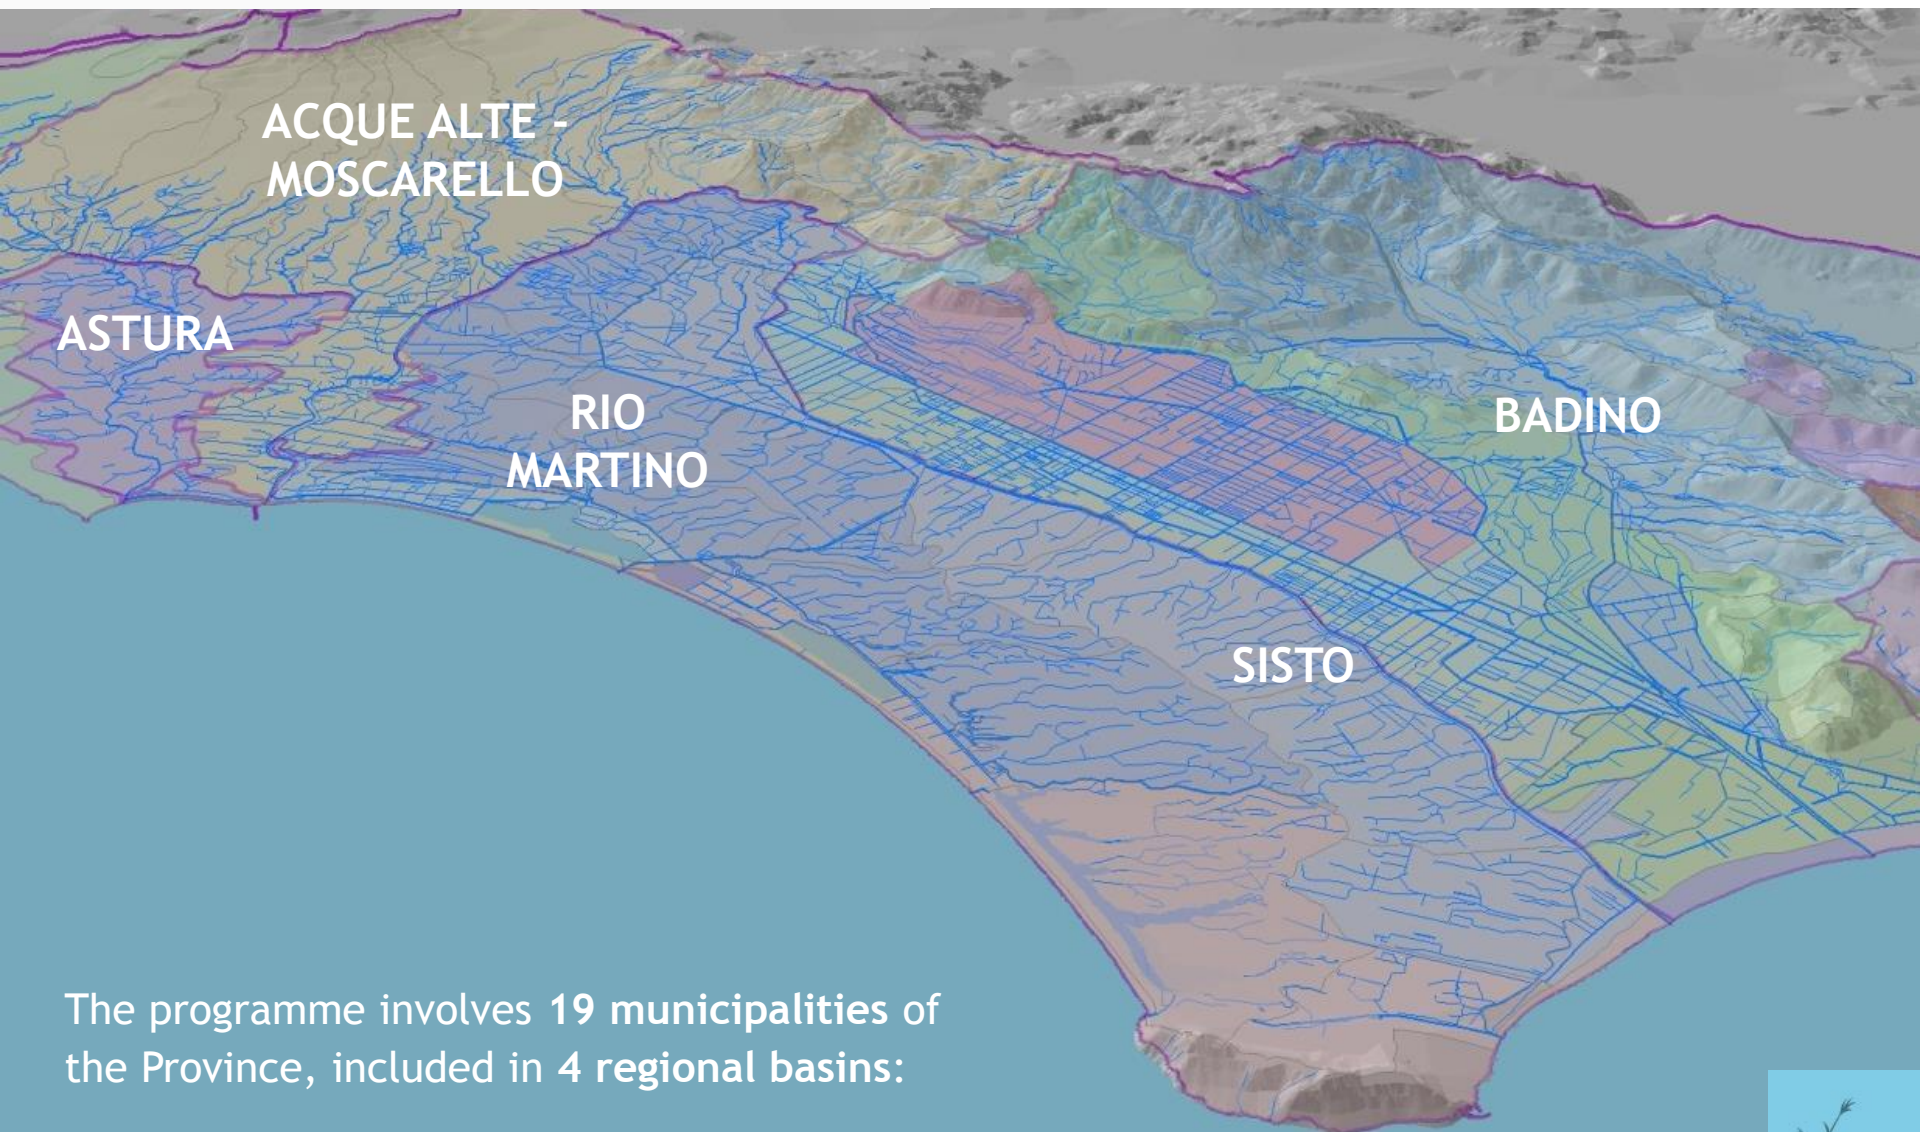 ACQUE ALTE -
MOSCARELLO
ASTURA
RIO
MARTINO
BADINO
SISTO
The programme involves 19 municipalities of
the Province, included in 4 regional basins: